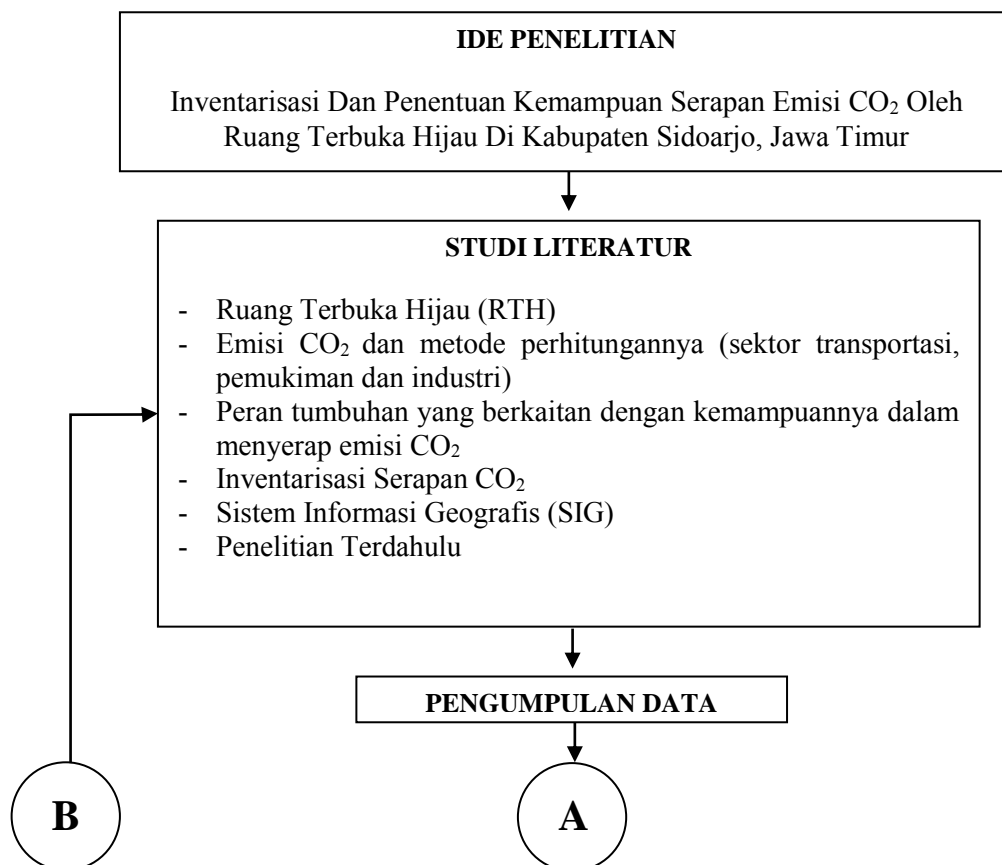 IDE PENELITIAN
Inventarisasi Dan Penentuan Kemampuan Serapan Emisi CO₂ Oleh
Ruang Terbuka Hijau Di Kabupaten Sidoarjo, Jawa Timur
STUDI LITERATUR
- Ruang Terbuka Hijau (RTH)
- Emisi CO₂ dan metode perhitungannya (sektor transportasi,
pemukiman dan industri)
- Peran tumbuhan yang berkaitan dengan kemampuannya dalam
menyerap emisi CO₂
- Inventarisasi Serapan CO₂
- Sistem Informasi Geografis (SIG)
- Penelitian Terdahulu
PENGUMPULAN DATA
B
A